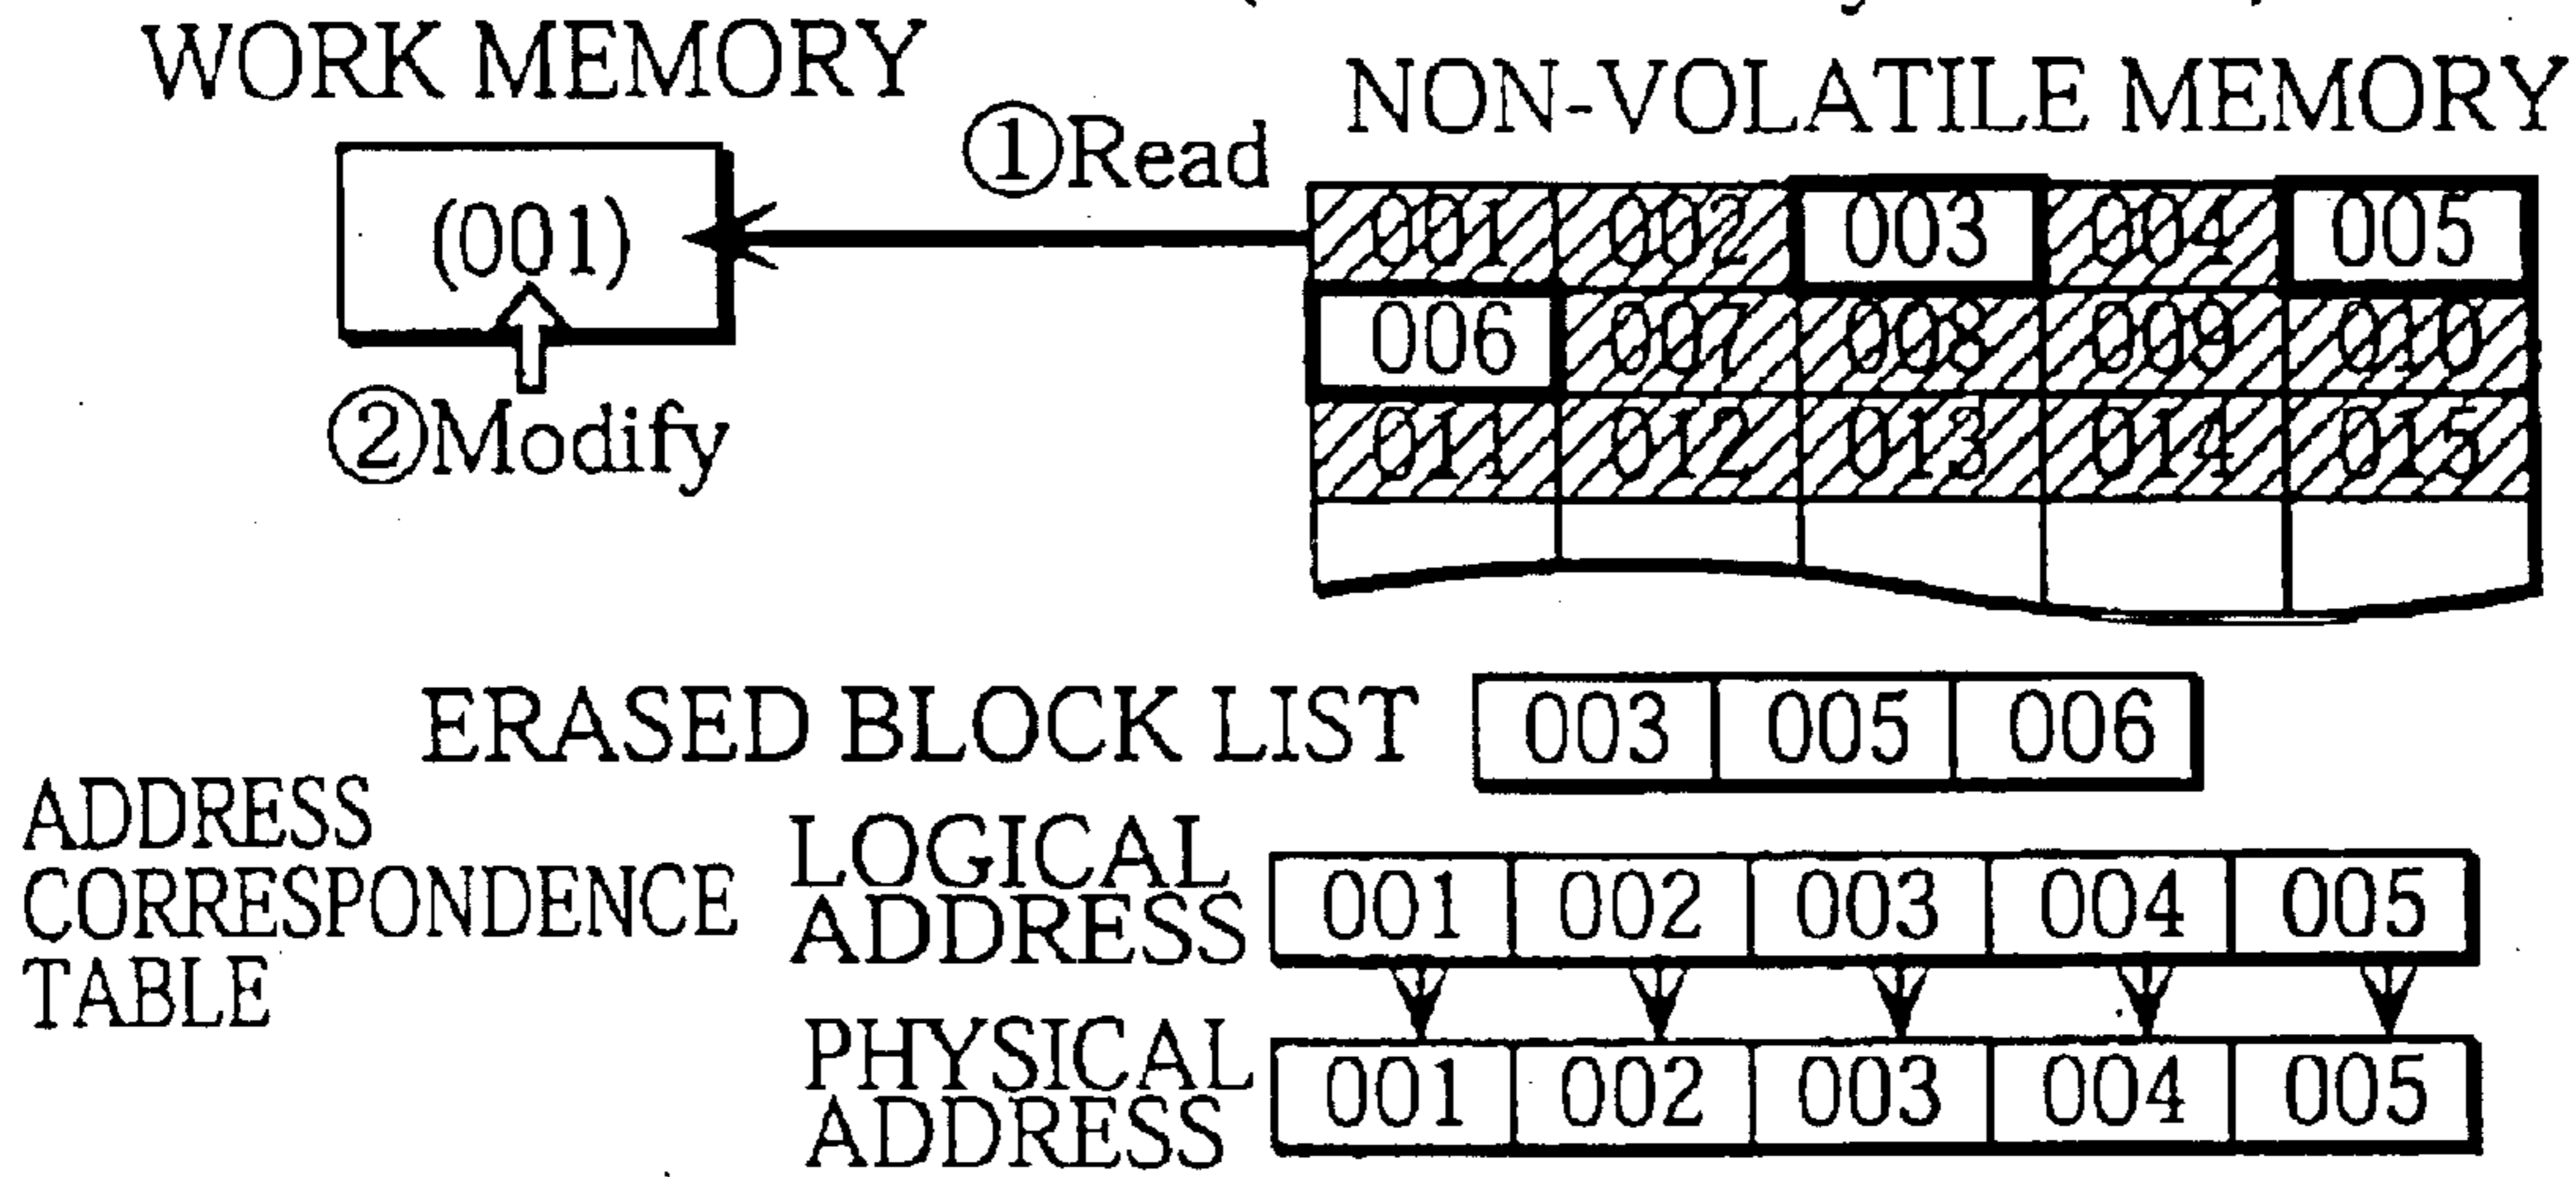 WORK MEMORY
NON-VOLATILE MEMORY
①Read
(001)
②Modify
001 002 003 004 005
006 007 008 009 010
011 012 013 014 015
ERASED BLOCK LIST 003 005 006
ADDRESS
CORRESPONDENCE
TABLE
LOGICAL
ADDRESS
001 002 003 004 005
PHYSICAL
ADDRESS
001 002 003 004 005